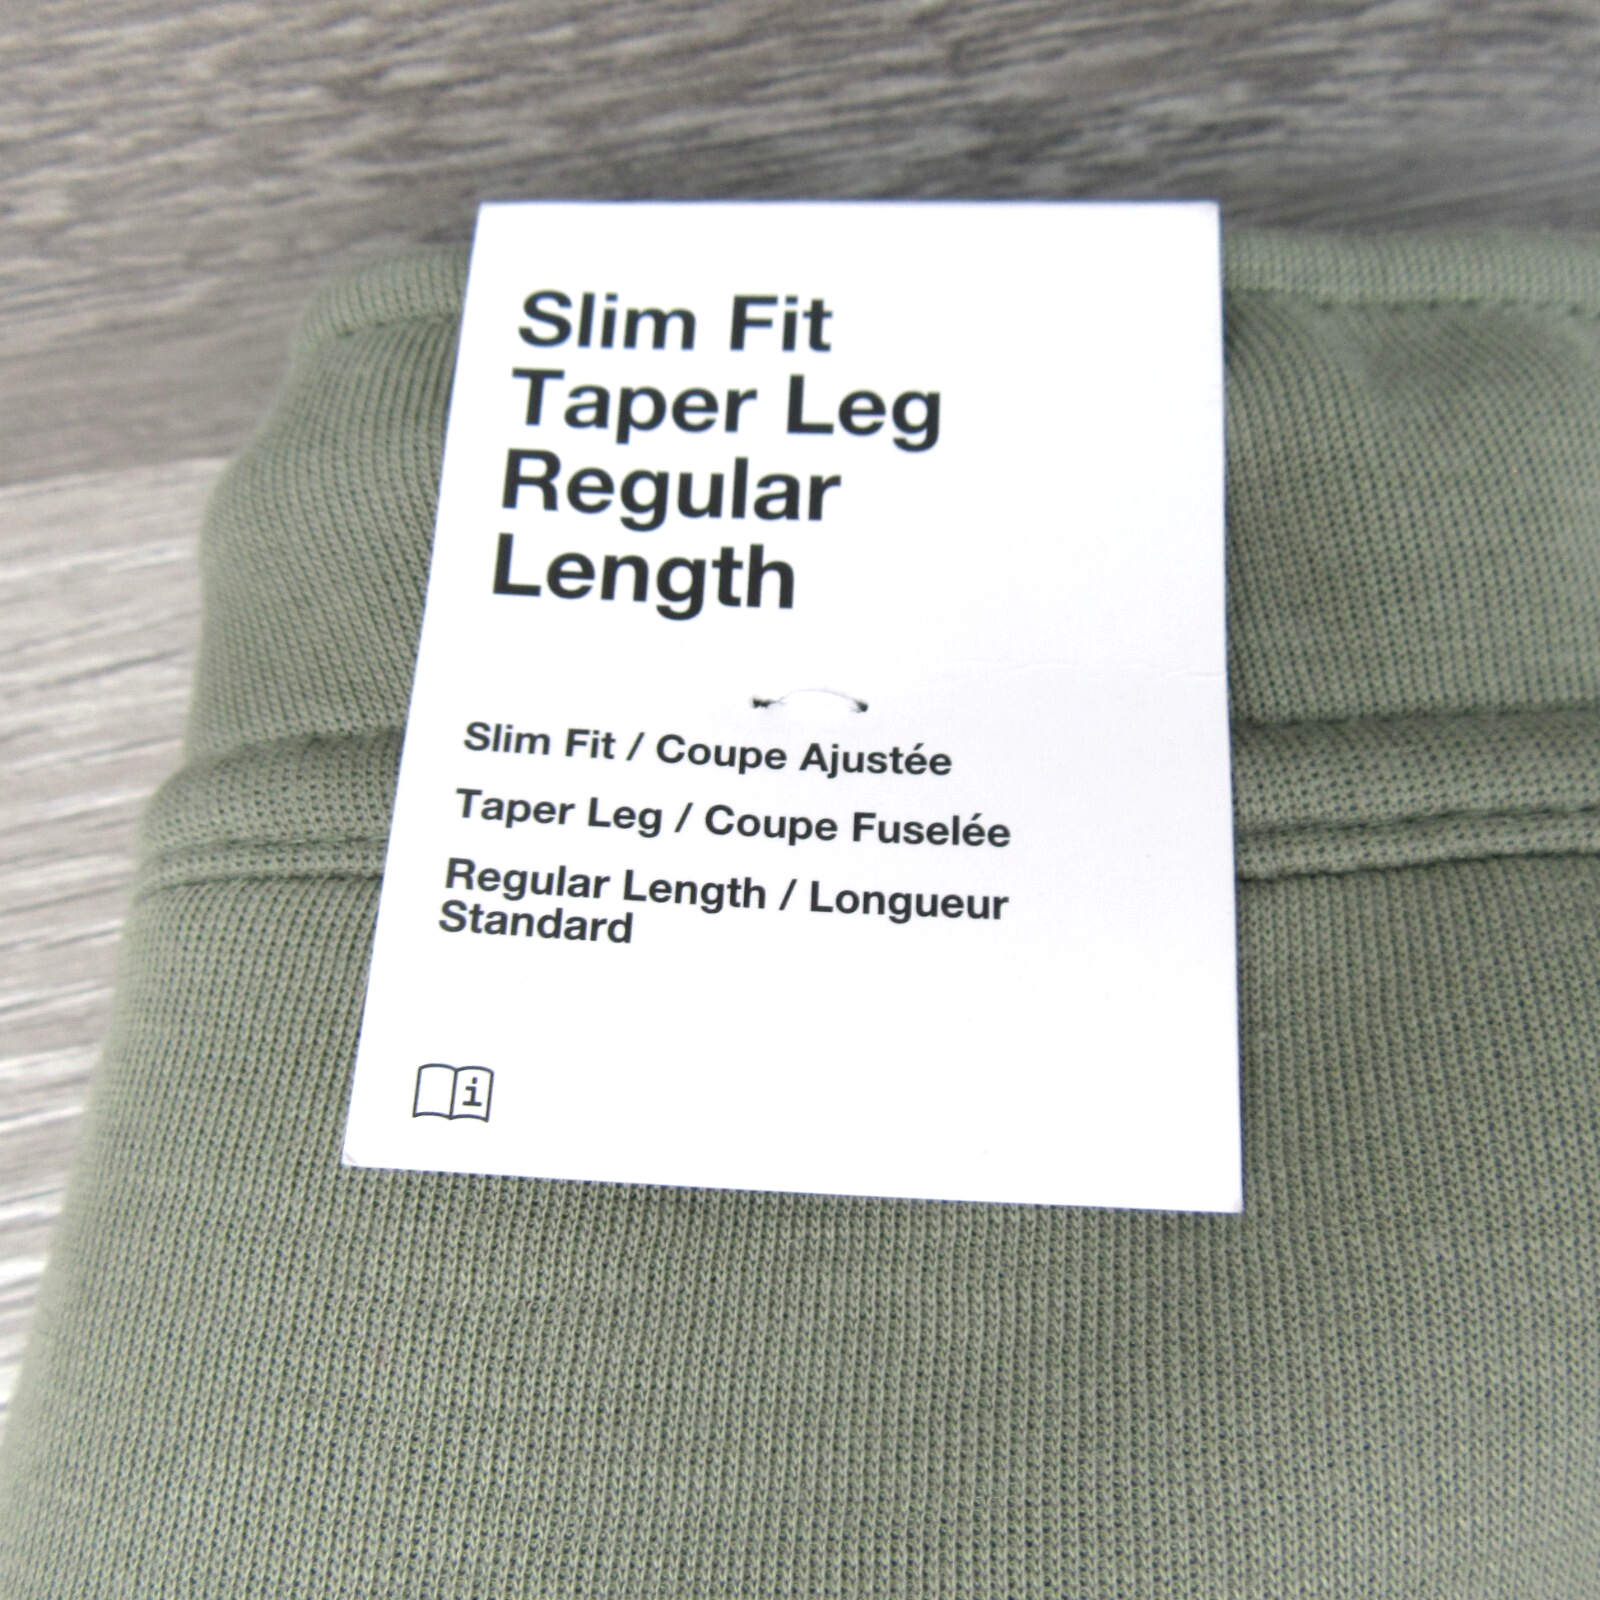 Slim Fit
Taper Leg
Regular
Length
Slim Fit / Coupe Ajustée
Taper Leg / Coupe Fuselée
Regular Length / Longueur
Standard
i